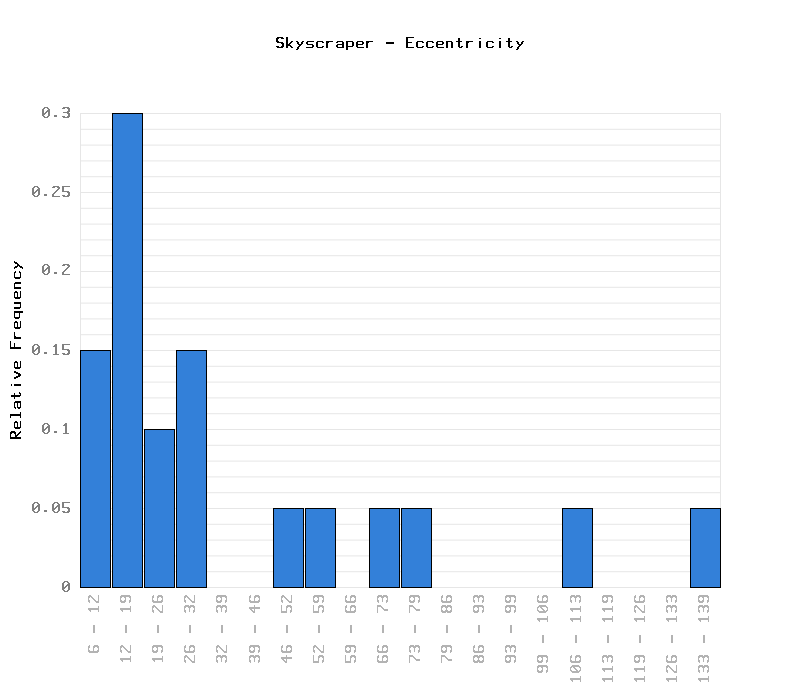 Skyscraper - Eccentricity
Relative Frequency
0.3
0.25
0.2
0.15
0.1
0.05
0
6 - 12
12 - 19
19 - 26
26 - 32
32 - 39
39 - 46
46 - 52
52 - 59
59 - 66
66 - 73
73 - 79
79 - 86
86 - 93
93 - 99
99 - 106
106 - 113
113 - 119
119 - 126
126 - 133
133 - 139